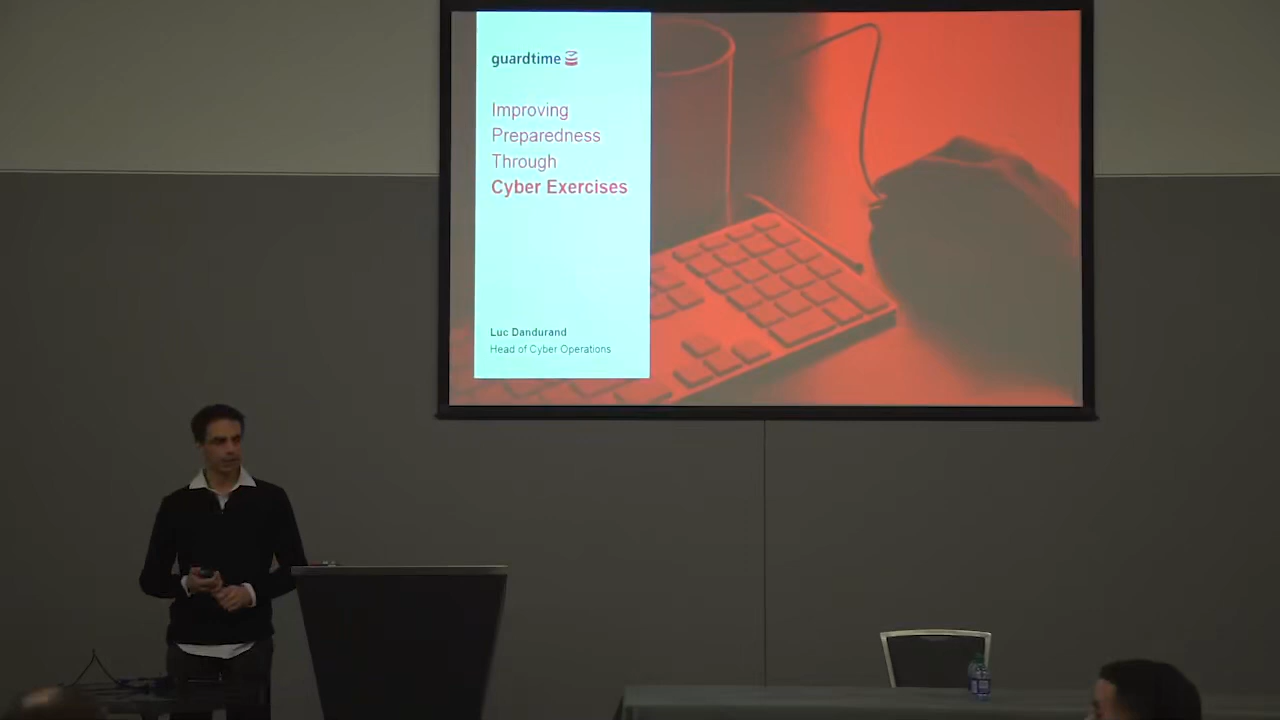 guardtime
Improving
Preparedness
Through
Cyber Exercises
Luc Dandurand
Head of Cyber Operations